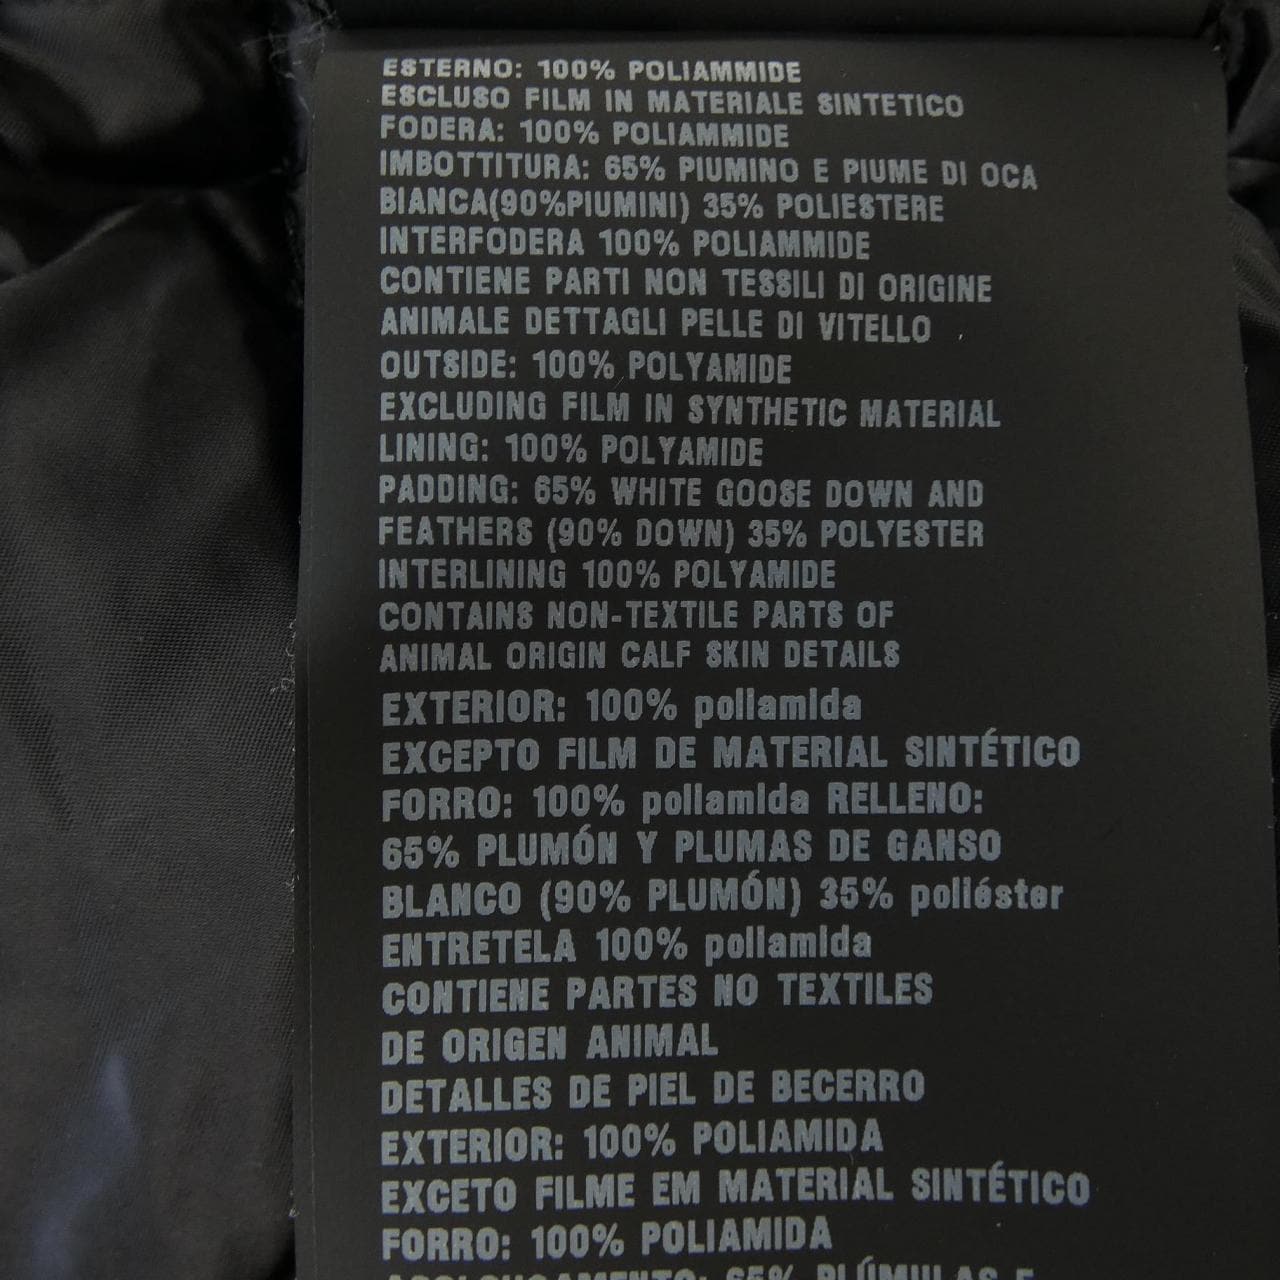 ESTERNO: 100% POLIAMMIDE
ESCLUSO FILM IN MATERIALE SINTETICO
FODERA: 100% POLIAMMIDE
IMBOTTITURA: 65% PIUMINO E PIUME DI OCA
BIANCA(90%PIUMINI) 35% POLIESTERE
INTERFODERA 100% POLIAMMIDE
CONTIENE PARTI NON TESSILI DI ORIGINE
ANIMALE DETTAGLI PELLE DI VITELLO
OUTSIDE: 100% POLYAMIDE
EXCLUDING FILM IN SYNTHETIC MATERIAL
LINING: 100% POLYAMIDE
PADDING: 65% WHITE GOOSE DOWN AND
FEATHERS (90% DOWN) 35% POLYESTER
INTERLINING 100% POLYAMIDE
CONTAINS NON-TEXTILE PARTS OF
ANIMAL ORIGIN CALF SKIN DETAILS
EXTERIOR: 100% poliamida
EXCEPTO FILM DE MATERIAL SINTÉTICO
FORRO: 100% poliamida RELLENO:
65% PLUMÓN Y PLUMAS DE GANSO
BLANCO (90% PLUMÓN) 35% poliéster
ENTRETELA 100% poliamida
CONTIENE PARTES NO TEXTILES
DE ORIGEN ANIMAL
DETALLES DE PIEL DE BECERRO
EXTERIOR: 100% POLIAMIDA
EXCETO FILME EM MATERIAL SINTÉTICO
FORRO: 100% POLIAMIDA
65% PLÚMULAS E